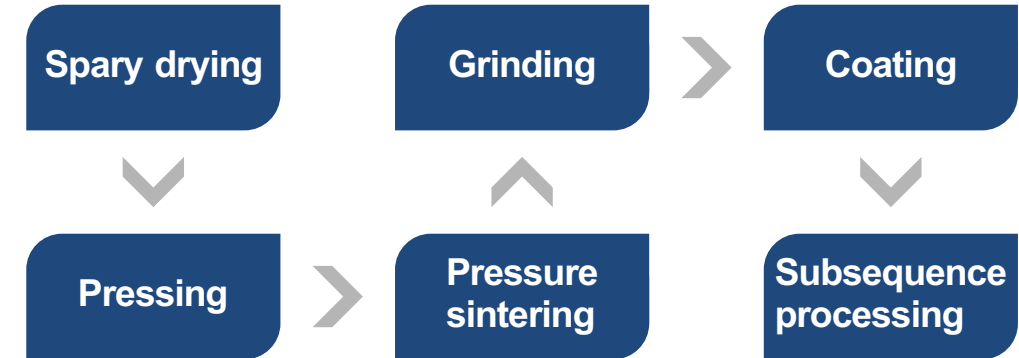 Spary drying
Grinding
Coating
Pressing
Pressure
sintering
Subsequence
processing